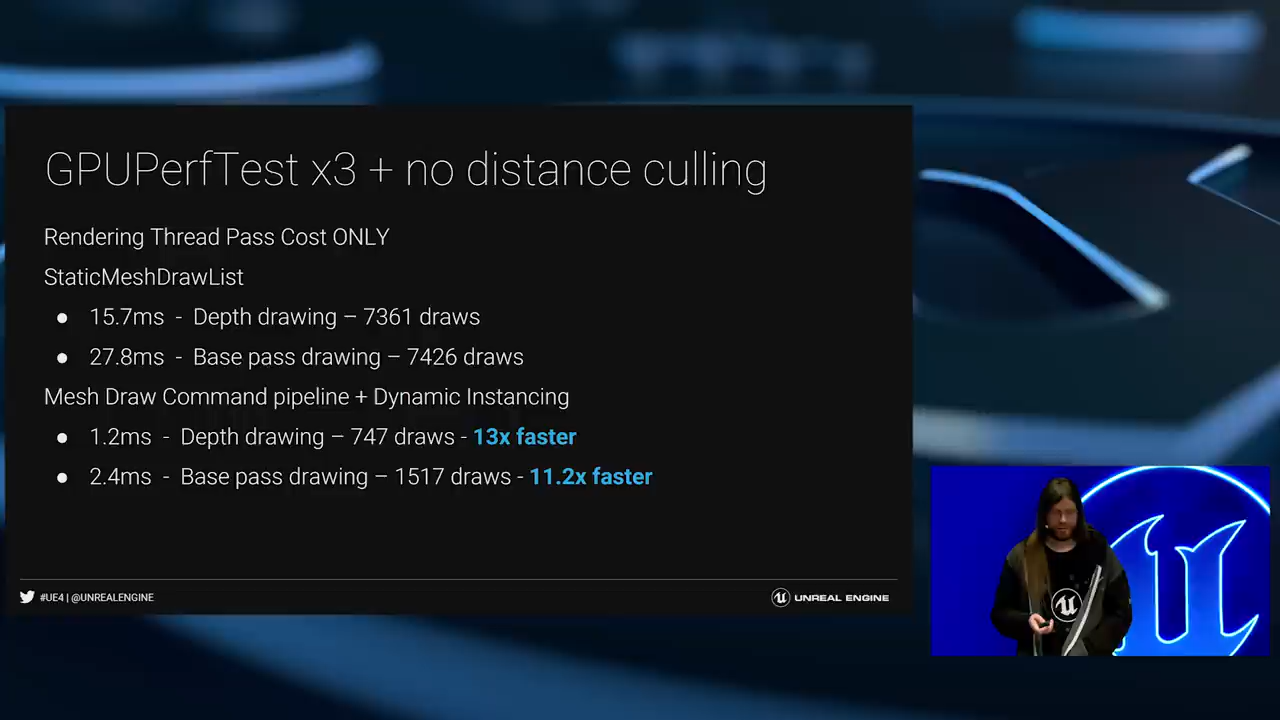 GPUPerfTest x3 + no distance culling
Rendering Thread Pass Cost ONLY
StaticMeshDrawList
● 15.7ms - Depth drawing – 7361 draws
● 27.8ms - Base pass drawing – 7426 draws
Mesh Draw Command pipeline + Dynamic Instancing
● 1.2ms - Depth drawing – 747 draws - 13x faster
● 2.4ms - Base pass drawing – 1517 draws - 11.2x faster
#UE4 | @UNREALENGINE
UNREAL ENGINE